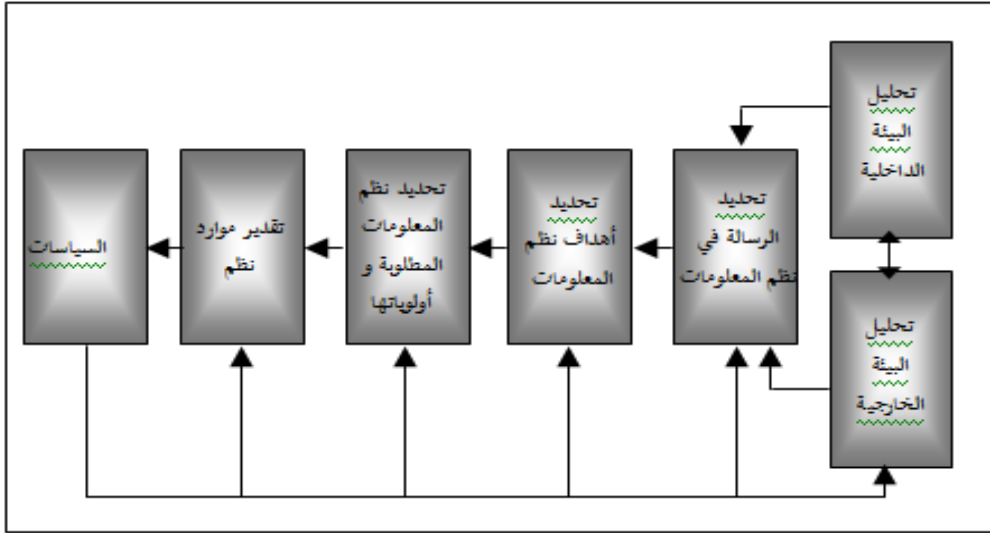 تحليل
البيئة
الداخلية
تحليل
البيئة
الخارجية
تحديد
الرسالة في
نظم المعلومات
تحديد
أهداف نظم
المعلومات
تحديد نظم
المعلومات
المطلوبة و
أولوياتها
تقدير موارد
نظم
السياسات